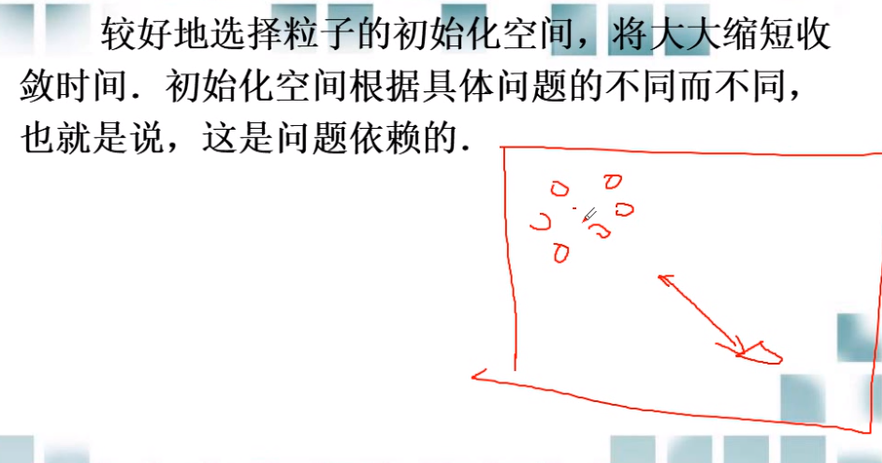 较好地选择粒子的初始化空间，将大大缩短收
敛时间．初始化空间根据具体问题的不同而不同，
也就是说，这是问题依赖的．